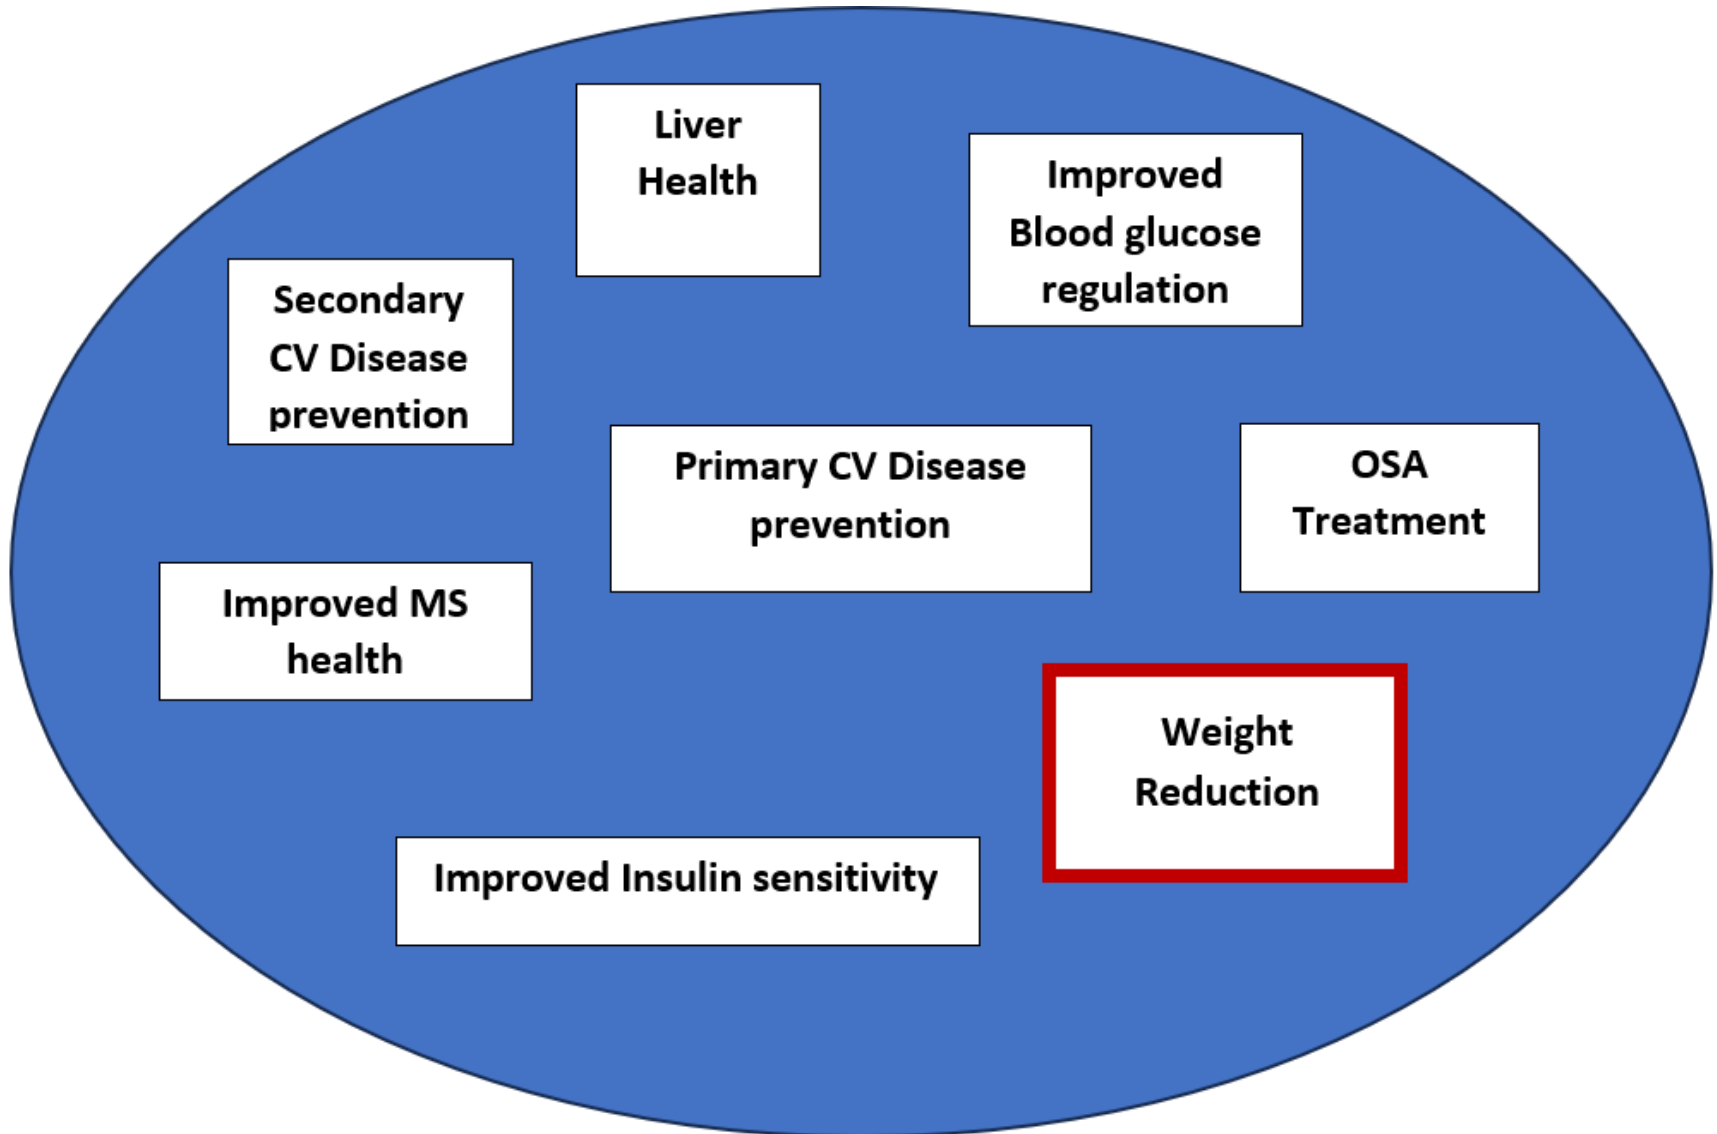 Liver
Health
Improved
Blood glucose
regulation
Secondary
CV Disease
prevention
Primary CV Disease
prevention
OSA
Treatment
Improved MS
health
Weight
Reduction
Improved Insulin sensitivity